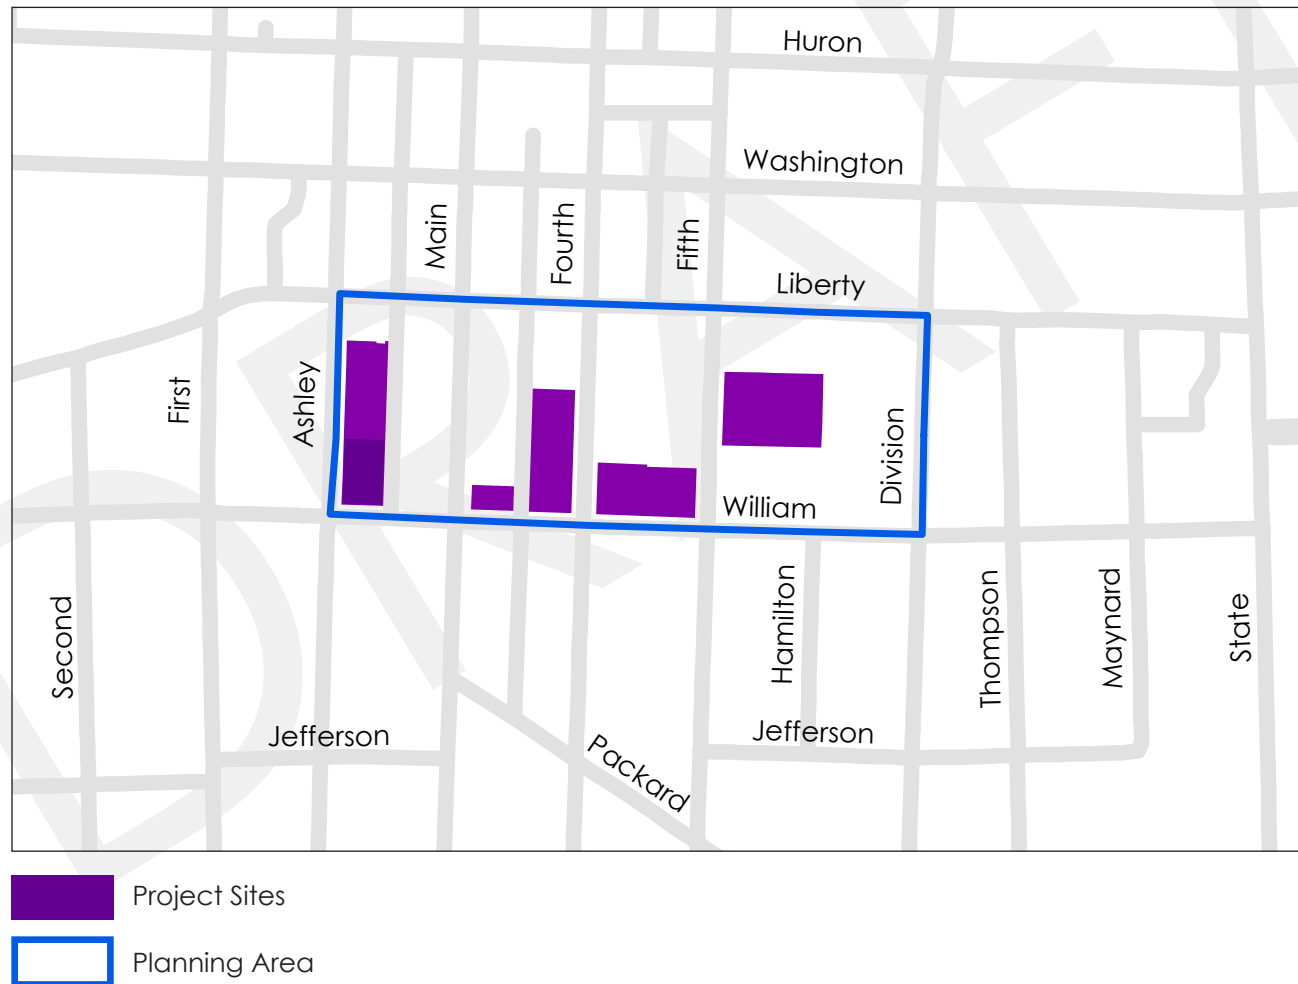 Huron
Washington
Main
Fourth
Fifth
Liberty
First
Ashley
Division
William
Second
Hamilton
Thompson
Maynard
State
Jefferson
Packard
Jefferson
DRAFT
Project Sites
Planning Area